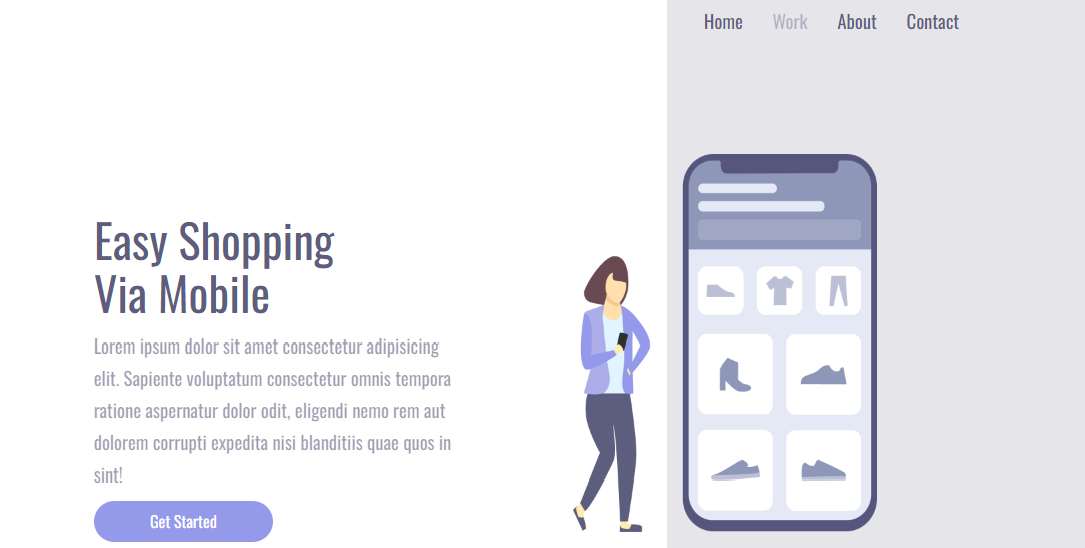 Home Work About Contact
Easy Shopping
Via Mobile
Lorem ipsum dolor sit amet consectetur adipisicing
elit. Sapiente voluptatum consectetur omnis tempora
ratione aspernatur dolor odit, eligendi nemo rem aut
dolorem corrupti expedita nisi blanditiis quae quos in
sint!
Get Started